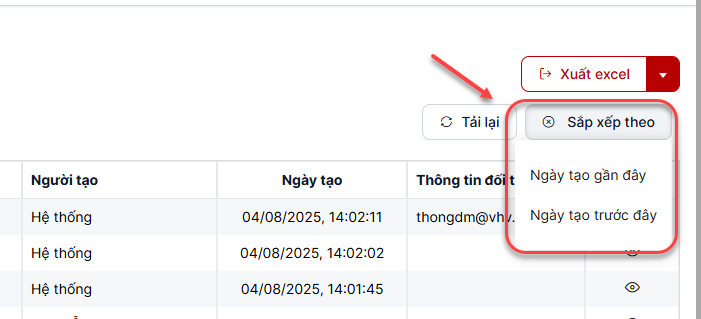 Xuất excel
Tải lại
Sắp xếp theo
Ngày tạo gần đây
Ngày tạo trước đây
Người tạo
Ngày tạo
Thông tin đối
Hệ thống
04/08/2025, 14:02:11
thongdm@vhv.
Hệ thống
04/08/2025, 14:02:02
Hệ thống
04/08/2025, 14:01:45